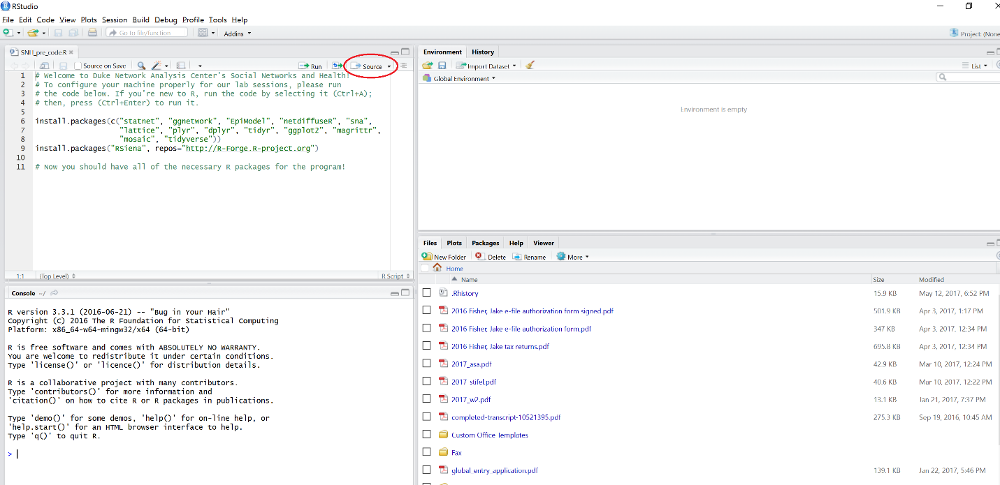 RStudio
File Edit Code View Plots Session Build Debug Profile Tools Help
Go to file/function Addins Project: (None
SNH_pre_code.R
Source on Save Run Source
1 # Welcome to Duke Network Analysis Center's Social Networks and Health!
2 # To configure your machine properly for our lab sessions, please run
3 # the code below. If you're new to R, run the code by selecting it (Ctrl+A);
4 # then, press (Ctrl+Enter) to run it.
5
6 install.packages(c("statnet", "ggnetwork", "EpiModel", "netdiffuseR", "sna",
7 "lattice", "plyr", "dplyr", "tidyr", "ggplot2", "magrittr",
8 "mosaic", "tidyverse"))
9 install.packages("RSiena", repos="http://R-Forge.R-project.org")
10
11 # Now you should have all of the necessary R packages for the program!
1:1 (Top Level) R Script
Console ~/
R version 3.3.1 (2016-06-21) -- "Bug in Your Hair"
Copyright (C) 2016 The R Foundation for Statistical Computing
Platform: x86_64-w64-mingw32/x64 (64-bit)
R is free software and comes with ABSOLUTELY NO WARRANTY.
You are welcome to redistribute it under certain conditions.
Type 'license()' or 'licence()' for distribution details.
R is a collaborative project with many contributors.
Type 'contributors()' for more information and
'citation()' on how to cite R or R packages in publications.
Type 'demo()' for some demos, 'help()' for on-line help, or
'help.start()' for an HTML browser interface to help.
Type 'q()' to quit R.
>
Environment History
Import Dataset List
Global Environment
Environment is empty
Files Plots Packages Help Viewer
New Folder Delete Rename More
Home
Name Size Modified
.Rhistory 15.9 KB May 12, 2017, 6:52 PM
2016 Fisher, Jake e-file authorization form signed.pdf 501.9 KB Apr 3, 2017, 1:17 PM
2016 Fisher, Jake e-file authorization form.pdf 347 KB Apr 3, 2017, 12:34 PM
2016 Fisher, Jake tax returns.pdf 695.8 KB Apr 3, 2017, 12:34 PM
2017_asa.pdf 42.9 KB Mar 10, 2017, 12:24 PM
2017_stifel.pdf 40.6 KB Mar 10, 2017, 12:22 PM
2017_w2.pdf 13.1 KB Jan 21, 2017, 7:37 PM
completed-transcript-10521395.pdf 275.3 KB Sep 19, 2016, 10:45 AM
Custom Office Templates
Fax
global_entry_application.pdf 139.1 KB Jan 22, 2017, 5:46 PM